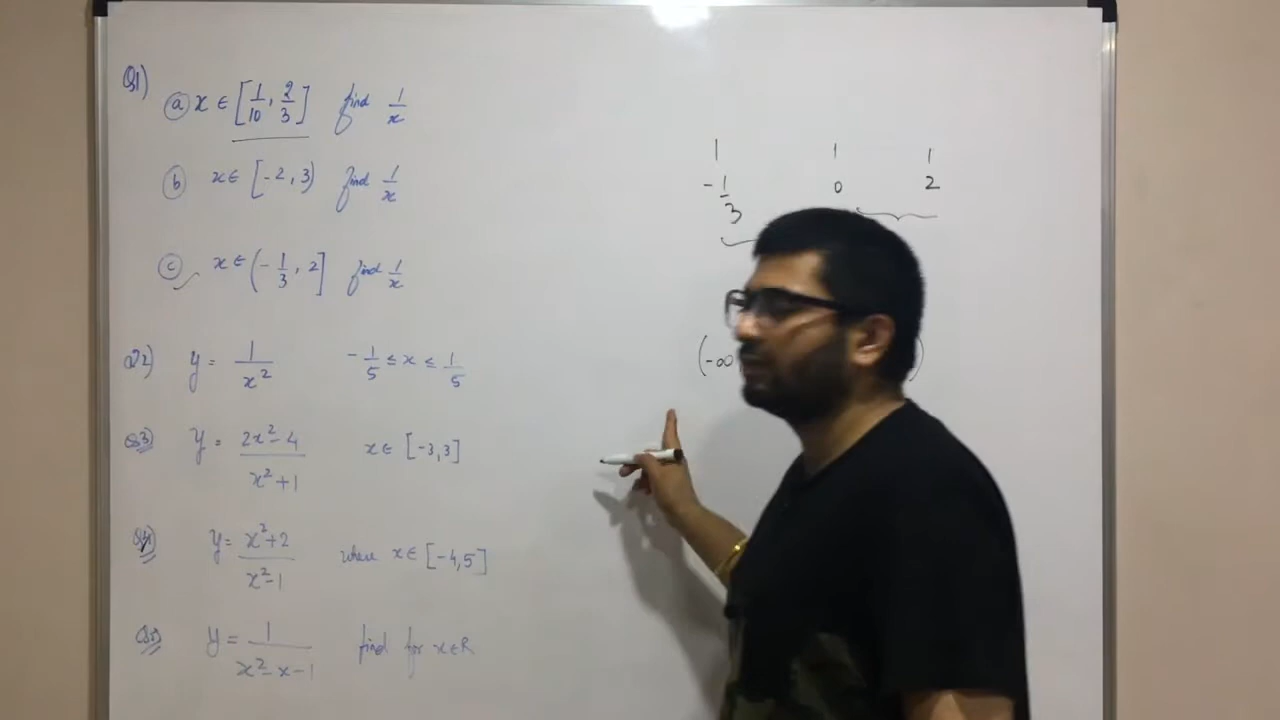 Q1)
ⓐ x ∈ [1/10, 2/3] find 1/x
ⓑ x ∈ [-2, 3) find 1/x
ⓒ x ∈ (-1/3, 2] find 1/x
Q2) y = 1/x² -1/5 ≤ x ≤ 1/5
Q3) y = (2x²-4)/(x²+1) x ∈ [-3,3]
Q4) y = (x²+2)/(x²-1) where x ∈ [-4,5]
Q5) y = 1/(x²-x-1) find for x∈R
1 1 1
-1/3 0 2
(-∞ )